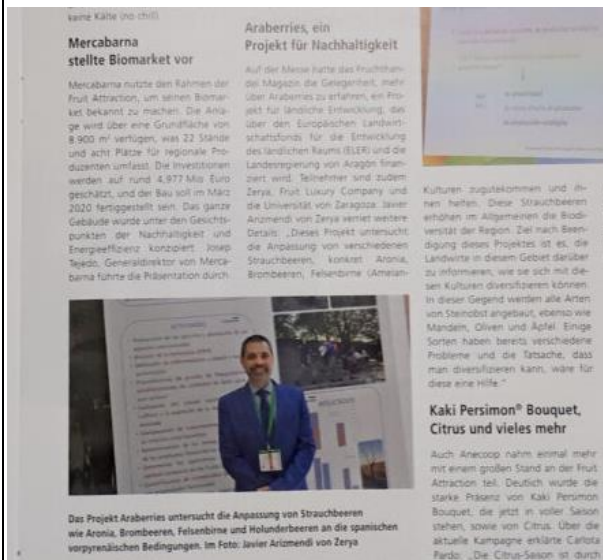 keine Kälte (no chill)
Mercabarna
stellte Biomarket vor
Mercabarna nutzte den Rahmen der
Fruit Attraction, um seinen Biomar-
ket bekannt zu machen. Die Anla-
ge wird über eine Grundfläche von
8.900 m² verfügen, was 22 Stände
und acht Plätze für regionale Pro-
duzenten umfasst. Die Investitionen
werden auf rund 4,977 Mio Euro
geschätzt, und der Bau soll im März
2020 fertiggestellt sein. Das ganze
Gebäude wurde unter den Gesichts-
punkten der Nachhaltigkeit und
Energieeffizienz konzipiert. Josep
Tejedo, Generaldirektor von Merca-
barna führte die Präsentation durch.
Araberries, ein
Projekt für Nachhaltigkeit
Auf der Messe hatte das Fruchthan-
del Magazin die Gelegenheit, mehr
über Araberries zu erfahren, ein Pro-
jekt für ländliche Entwicklung, das
über den Europäischen Landwirt-
schaftsfonds für die Entwicklung
des ländlichen Raums (ELER) und die
Landesregierung von Aragón finan-
ziert wird. Teilnehmer sind zudem
Zerya, Fruit Luxury Company und
die Universität von Zaragoza. Javier
Arizmendi von Zerya verriet weitere
Details: „Dieses Projekt untersucht
die Anpassung von verschiedenen
Strauchbeeren, konkret Aronia,
Brombeeren, Felsenbirne (Amelan-
Kulturen zugutekommen und ih-
nen helfen. Diese Strauchbeeren
erhöhen im Allgemeinen die Biodi-
versität der Region. Ziel nach Been-
digung dieses Projektes ist es, die
Landwirte in diesem Gebiet darüber
zu informieren, wie sie sich mit die-
sen Kulturen diversifizieren können.
In dieser Gegend werden alle Arten
von Steinobst angebaut, ebenso wie
Mandeln, Oliven und Äpfel. Einige
Sorten haben bereits verschiedene
Probleme und die Tatsache, dass
man diversifizieren kann, wäre für
diese eine Hilfe."
Kaki Persimon® Bouquet,
Citrus und vieles mehr
Auch Anecoop nahm einmal mehr
mit einem großen Stand an der Fruit
Attraction teil. Deutlich wurde die
starke Präsenz von Kaki Persimon
Bouquet, die jetzt in voller Saison
stehen, sowie von Citrus. Über die
aktuelle Kampagne erklärte Carlota
Pardo: „Die Citrus-Saison ist durch
Das Projekt Araberries untersucht die Anpassung von Strauchbeeren
wie Aronia, Brombeeren, Felsenbirne und Holunderbeeren an die spanischen
vorpyrenäischen Bedingungen. Im Foto: Javier Arizmendi von Zerya